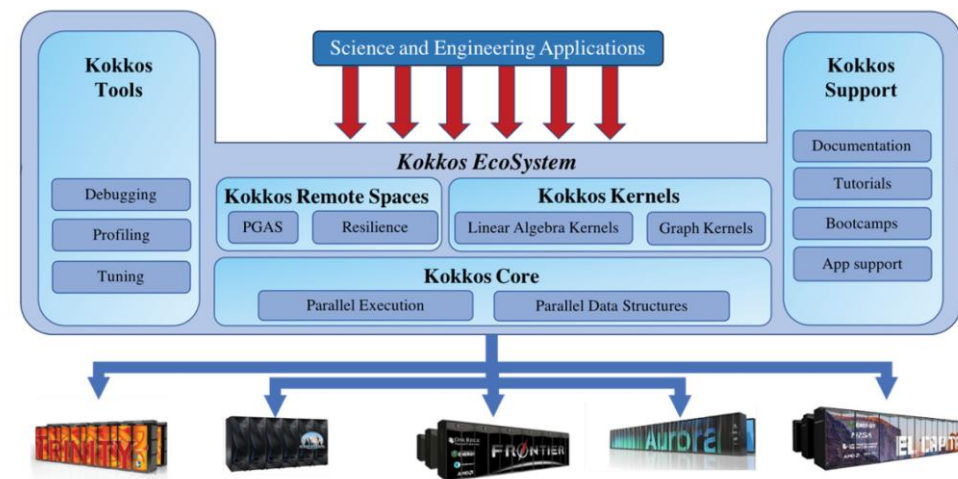 Science and Engineering Applications
Kokkos
Tools
Debugging
Profiling
Tuning
Kokkos EcoSystem
Kokkos Remote Spaces
PGAS
Resilience
Kokkos Kernels
Linear Algebra Kernels
Graph Kernels
Kokkos Core
Parallel Execution
Parallel Data Structures
Kokkos
Support
Documentation
Tutorials
Bootcamps
App support
TRINITY
FRONTIER
Aurora
EL CAPITA